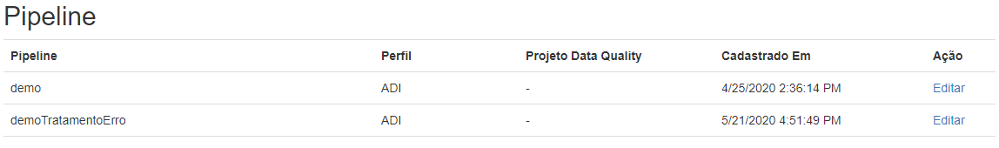 Pipeline
Pipeline Perfil Projeto Data Quality Cadastrado Em Ação
demo ADI - 4/25/2020 2:36:14 PM Editar
demoTratamentoErro ADI - 5/21/2020 4:51:49 PM Editar